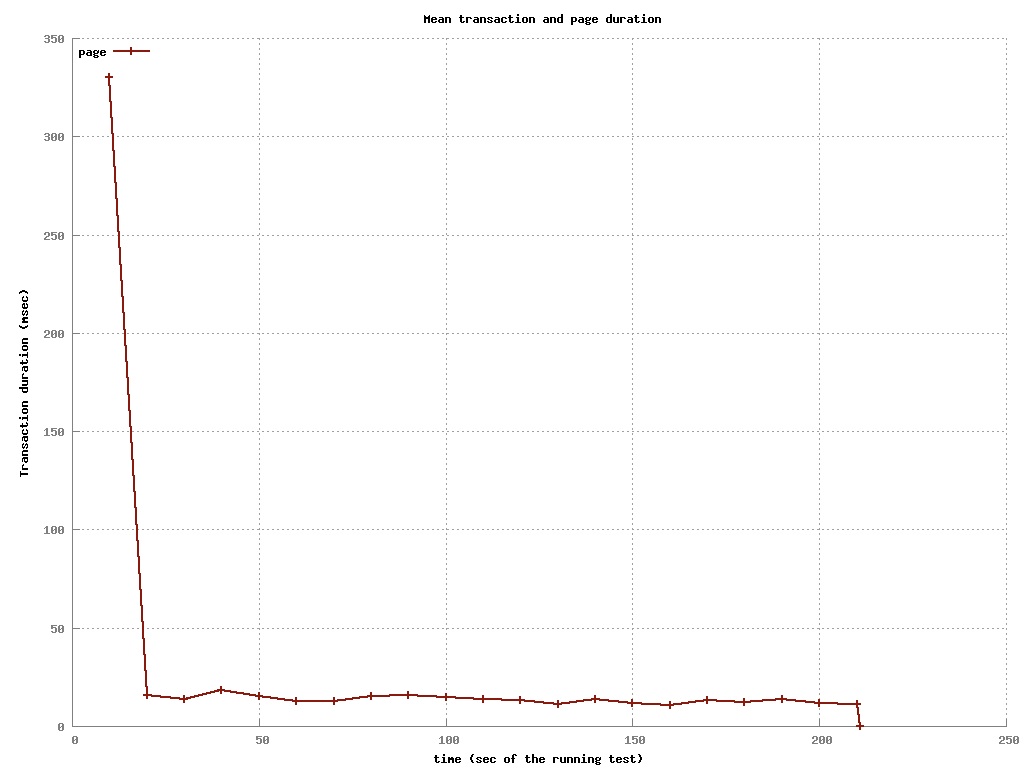 Mean transaction and page duration
350
page
300
250
200
150
100
50
0
Transaction duration (msec)
0 50 100 150 200 250
time (sec of the running test)